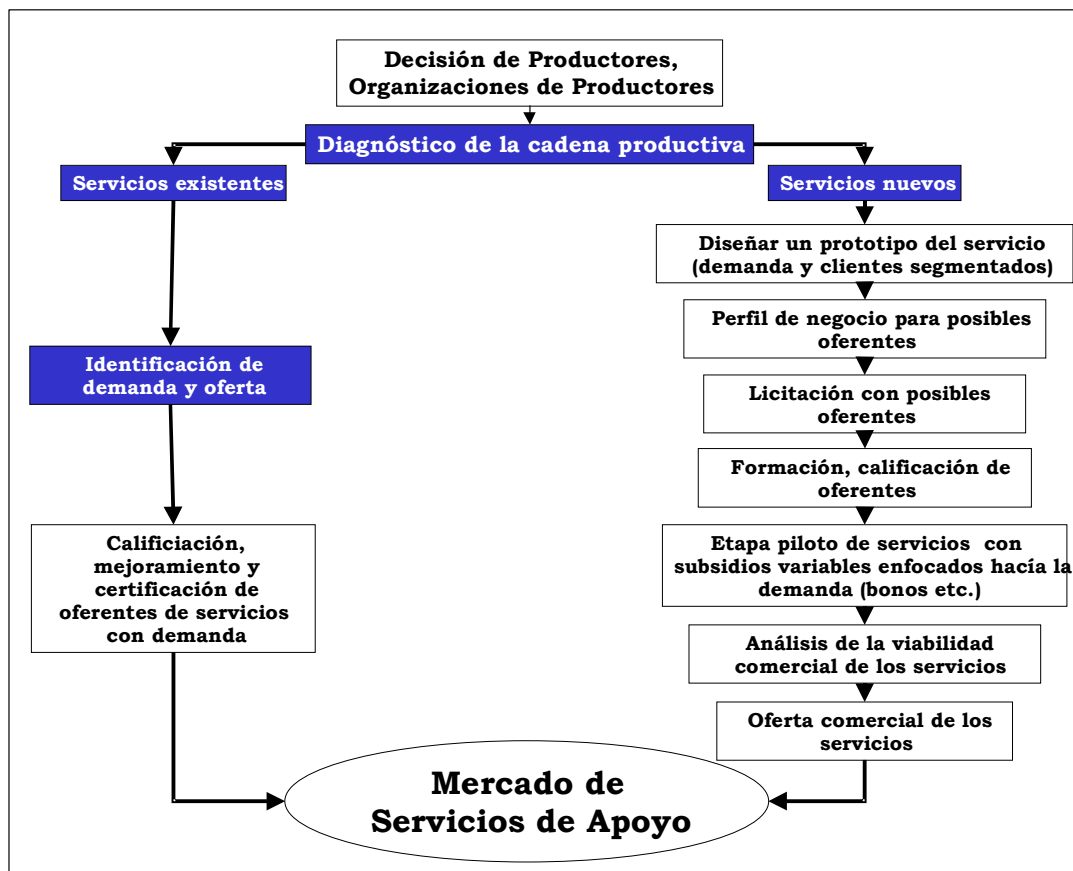 Decisión de Productores,
Organizaciones de Productores
Diagnóstico de la cadena productiva
Servicios existentes
Identificación de
demanda y oferta
Calificiación,
mejoramiento y
certificación de
oferentes de servicios
con demanda
Servicios nuevos
Diseñar un prototipo del servicio
(demanda y clientes segmentados)
Perfil de negocio para posibles
oferentes
Licitación con posibles
oferentes
Formación, calificación de
oferentes
Etapa piloto de servicios con
subsidios variables enfocados hacía la
demanda (bonos etc.)
Análisis de la viabilidad
comercial de los servicios
Oferta comercial de los
servicios
Mercado de
Servicios de Apoyo